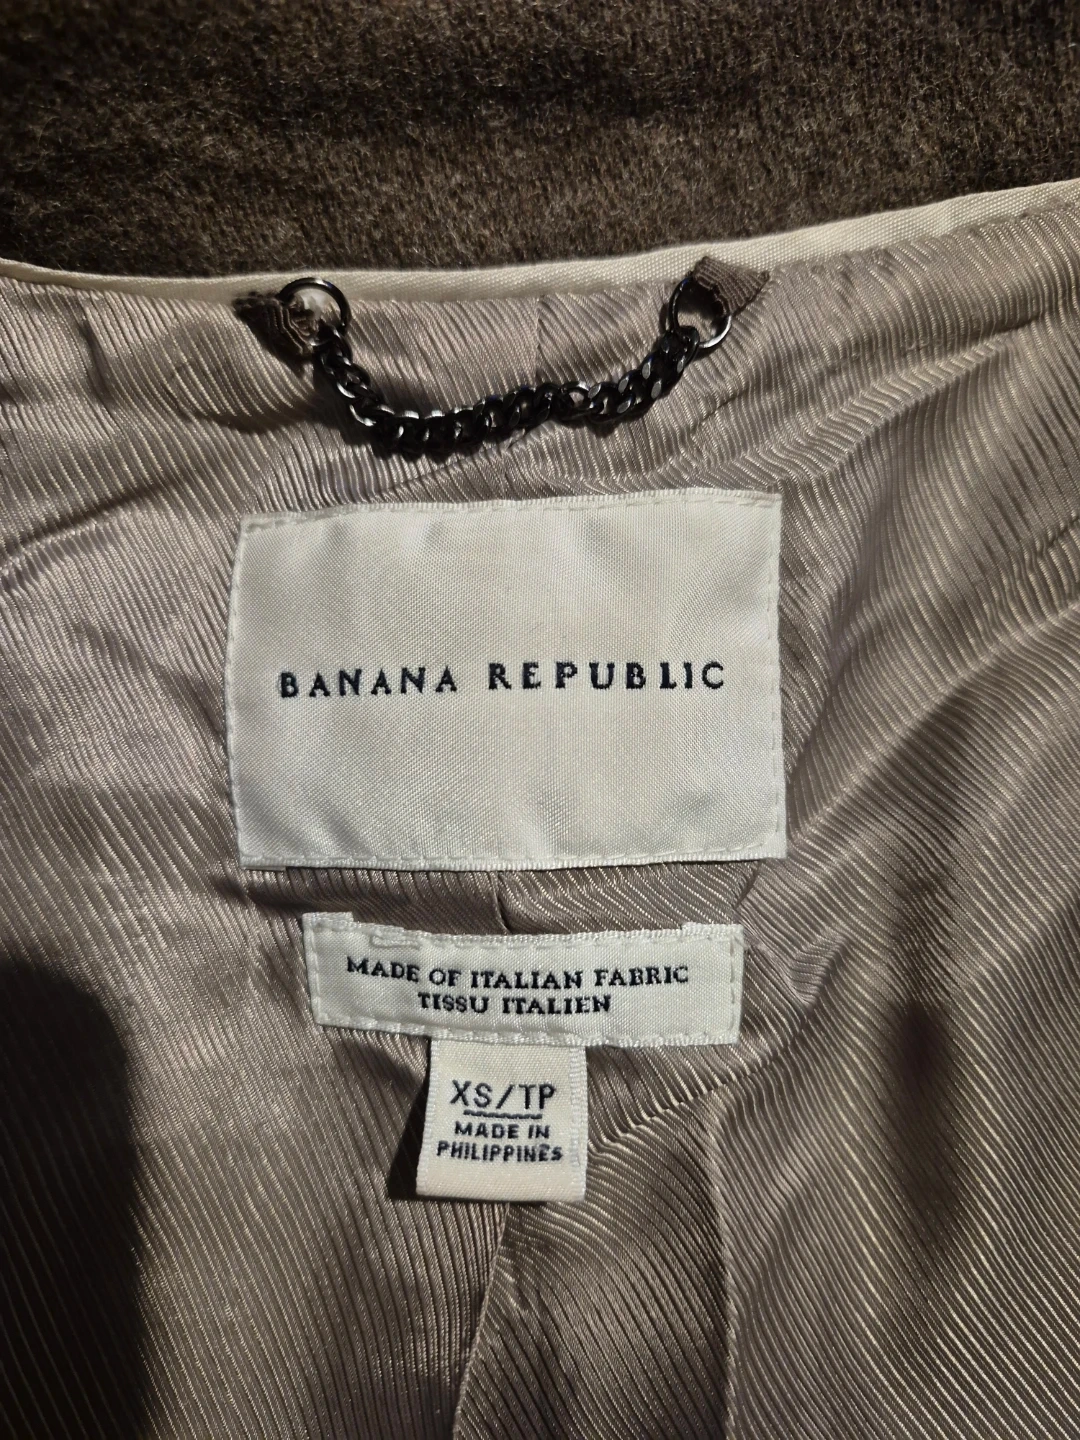 BANANA REPUBLIC
MADE OF ITALIAN FABRIC
TISSU ITALIEN
XS/TP
MADE IN
PHILIPPINES